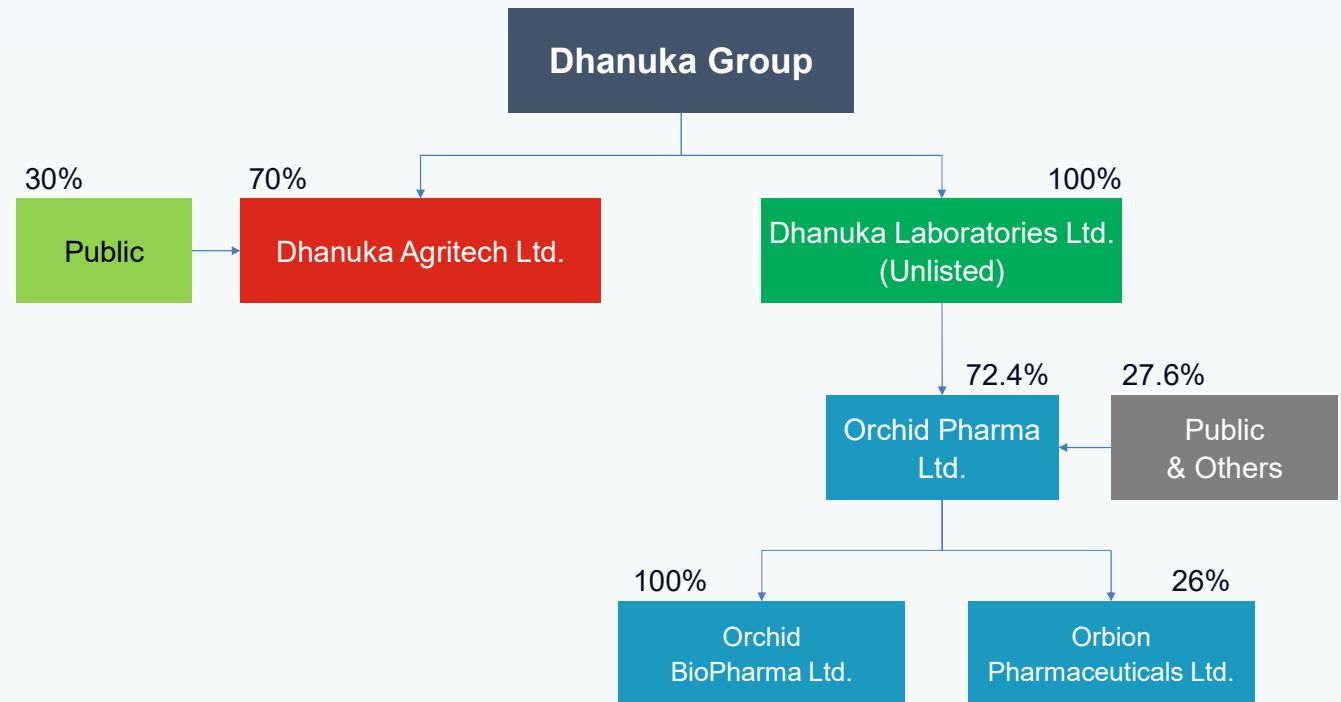 Dhanuka Group
30%
70%
100%
Public
Dhanuka Agritech Ltd.
Dhanuka Laboratories Ltd.
(Unlisted)
72.4%
27.6%
Orchid Pharma
Ltd.
Public
& Others
100%
26%
Orchid
BioPharma Ltd.
Orbion
Pharmaceuticals Ltd.